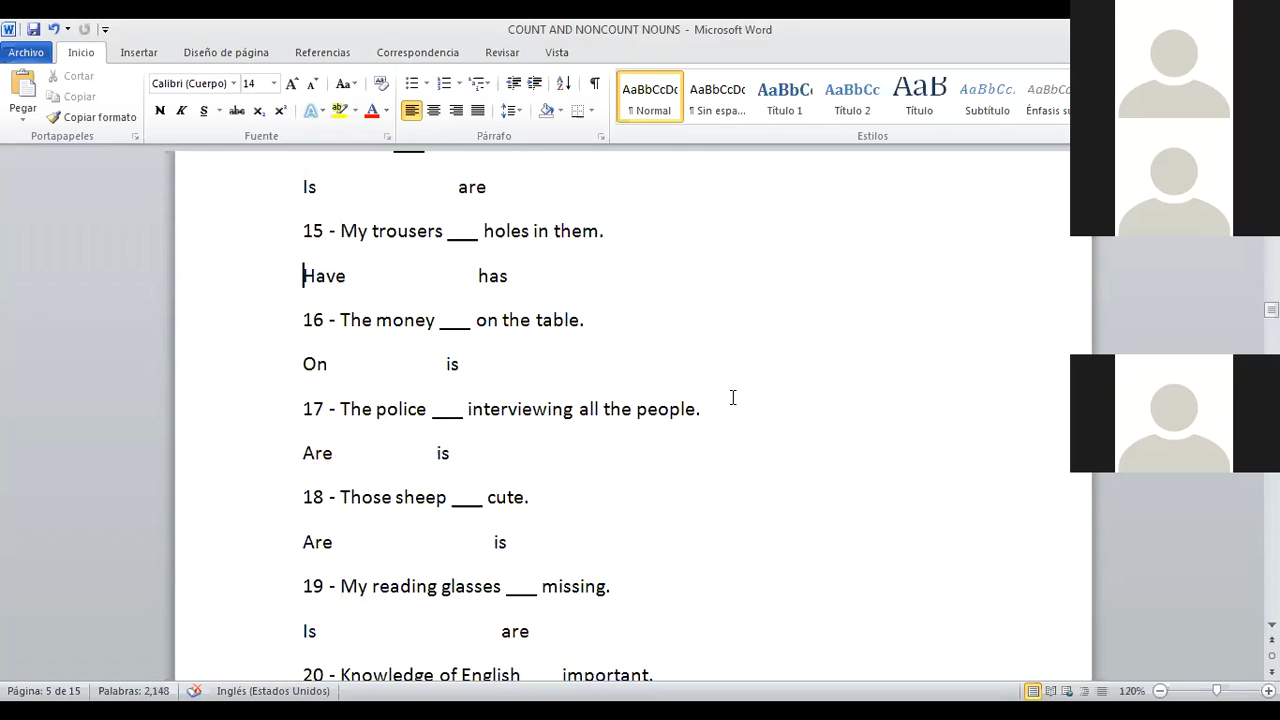 COUNT AND NONCOUNT NOUNS - Microsoft Word
Archivo Inicio Insertar Diseño de página Referencias Correspondencia Revisar Vista
Pegar Cortar Copiar Copiar formato
Calibri (Cuerpo) 14
AaBbCcDc AaBbCcDc AaBbC AaBbCc AaB AaBbCc. AaBbCc
¶ Normal ¶ Sin espa... Título 1 Título 2 Título Subtítulo Énfasis su
Portapapeles Fuente Párrafo Estilos
Is are
15 - My trousers ___ holes in them.
Have has
16 - The money ___ on the table.
On is
17 - The police ___ interviewing all the people.
Are is
18 - Those sheep ___ cute.
Are is
19 - My reading glasses ___ missing.
Is are
20 - Knowledge of English ___ important.
Página: 5 de 15 Palabras: 2,148 Inglés (Estados Unidos) 120%